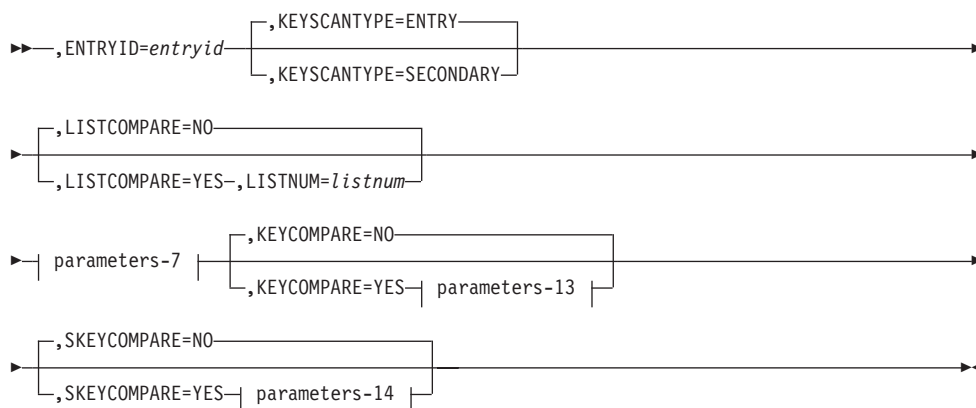 ,KEYSCANTYPE=ENTRY
,ENTRYID=entryid
,KEYSCANTYPE=SECONDARY
,LISTCOMPARE=NO
,LISTCOMPARE=YES ,LISTNUM=listnum
parameters-7
,KEYCOMPARE=NO
,KEYCOMPARE=YES parameters-13
,SKEYCOMPARE=NO
,SKEYCOMPARE=YES parameters-14